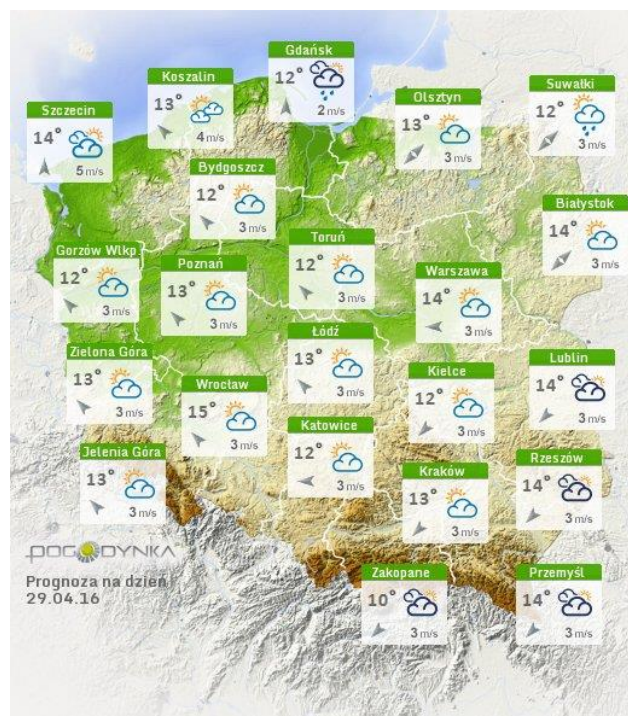 Gdańsk
12°
2 m/s
Koszalin
13°
4 m/s
Suwałki
12°
3 m/s
Olsztyn
13°
3 m/s
Szczecin
14°
5 m/s
Bydgoszcz
12°
3 m/s
Białystok
14°
3 m/s
Toruń
12°
3 m/s
Gorzów Wlkp
12°
3 m/s
Poznań
13°
3 m/s
Warszawa
14°
3 m/s
Łódź
13°
3 m/s
Zielona Góra
13°
3 m/s
Lublin
14°
3 m/s
Kielce
12°
3 m/s
Wrocław
15°
3 m/s
Katowice
12°
3 m/s
Jelenia Góra
13°
3 m/s
Rzeszów
14°
3 m/s
Kraków
13°
3 m/s
POGODYNKA
Prognoza na dzień
29.04.16
Zakopane
10°
3 m/s
Przemyśl
14°
3 m/s